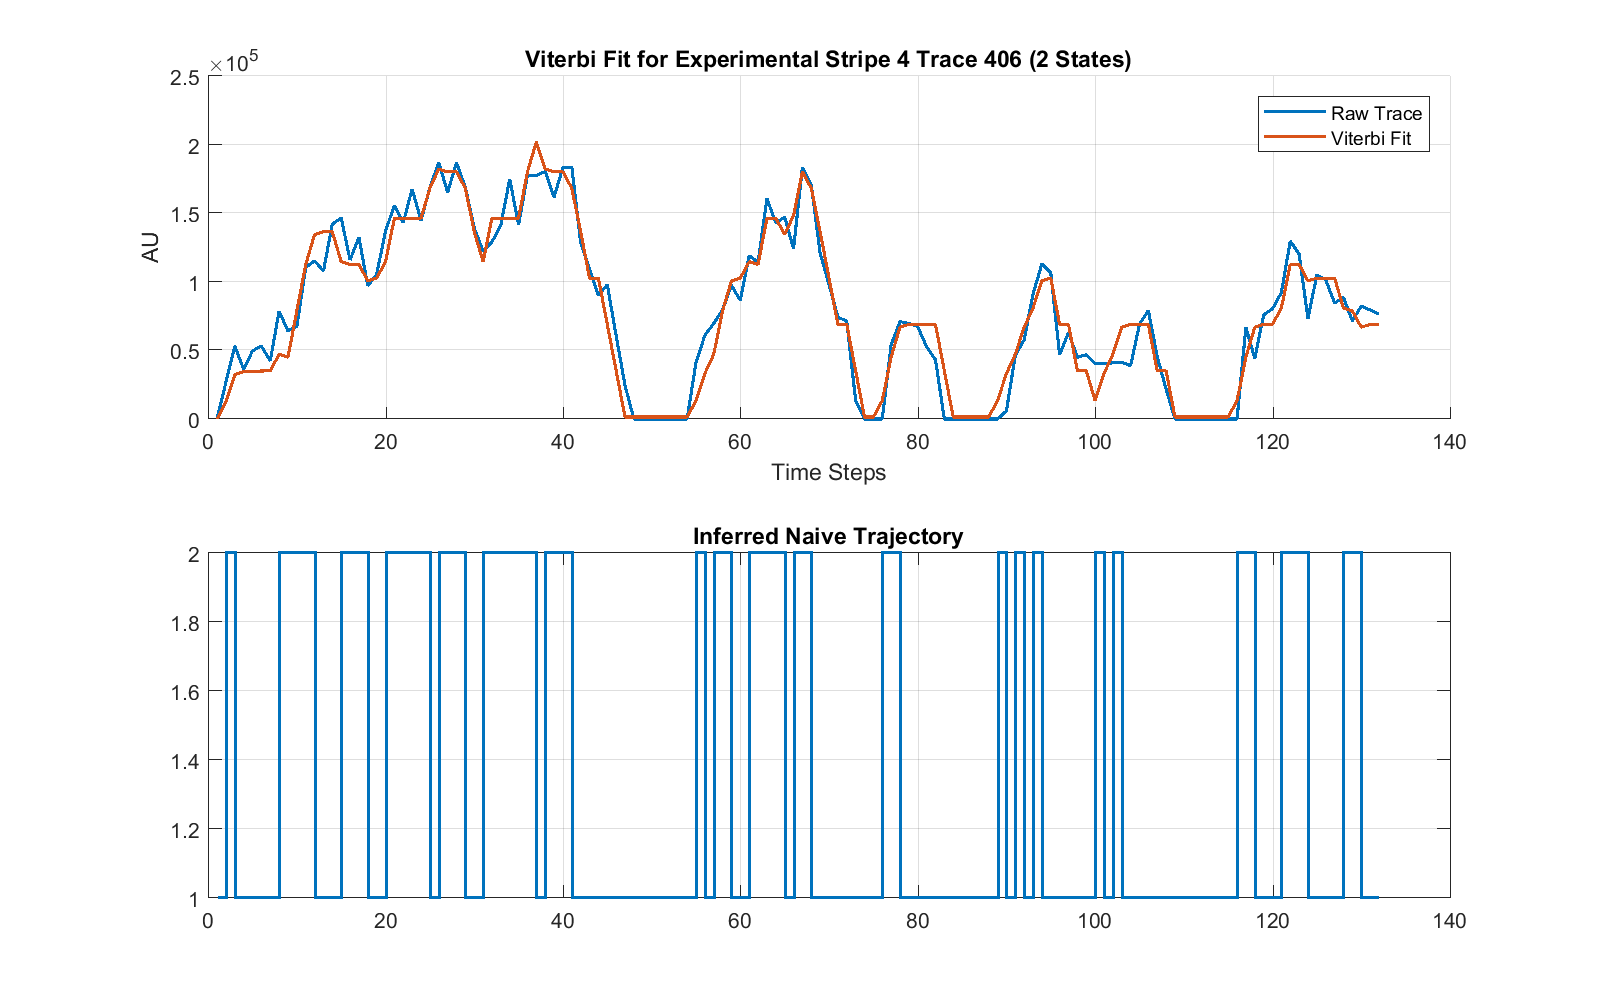 Viterbi Fit for Experimental Stripe 4 Trace 406 (2 States)
×10^5
2.5
2
1.5
1
0.5
0
AU
Raw Trace
Viterbi Fit
0 20 40 60 80 100 120 140
Time Steps
Inferred Naive Trajectory
2
1.8
1.6
1.4
1.2
1
0 20 40 60 80 100 120 140